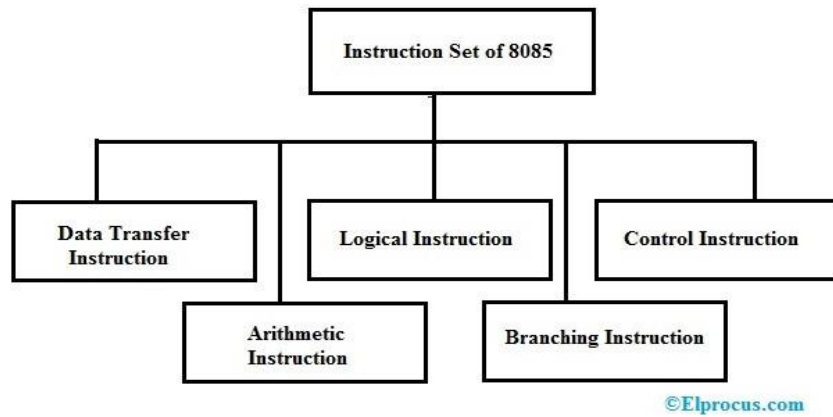 Instruction Set of 8085
Data Transfer
Instruction
Logical Instruction
Control Instruction
Arithmetic
Instruction
Branching Instruction
©Elprocus.com